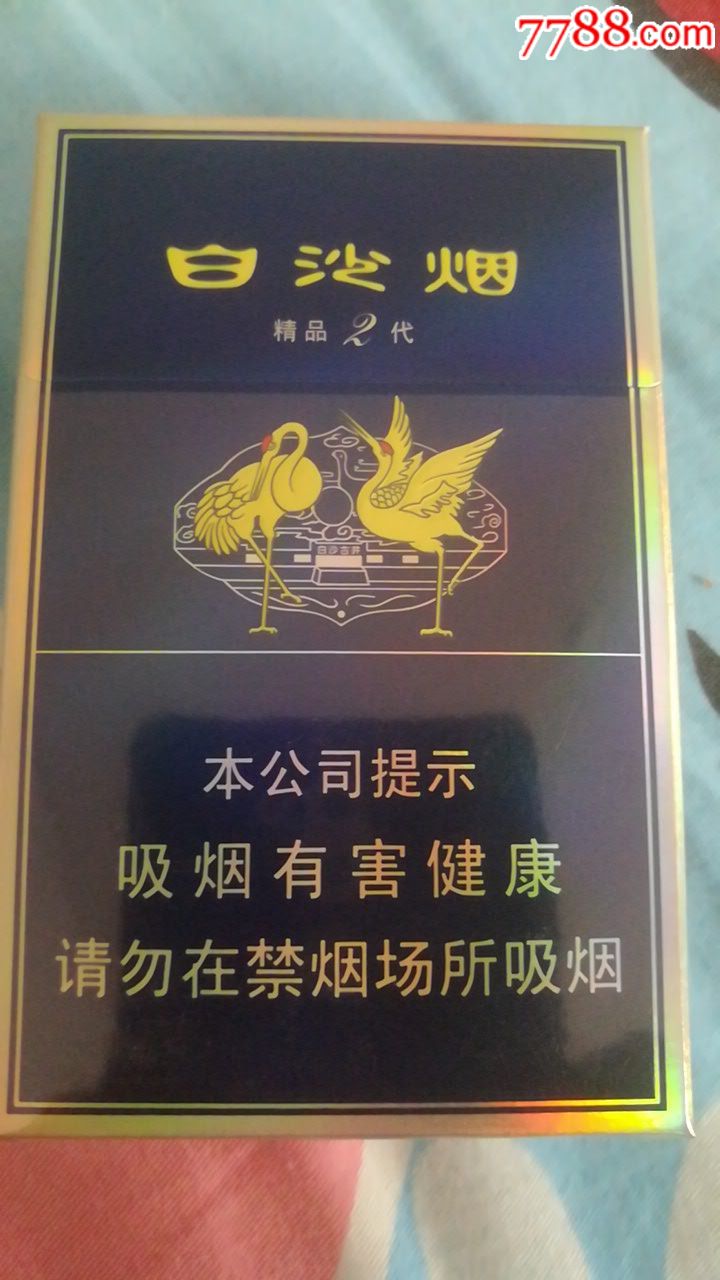 7788.com
白沙烟
精品2代
白沙古井
本公司提示
吸烟有害健康
请勿在禁烟场所吸烟